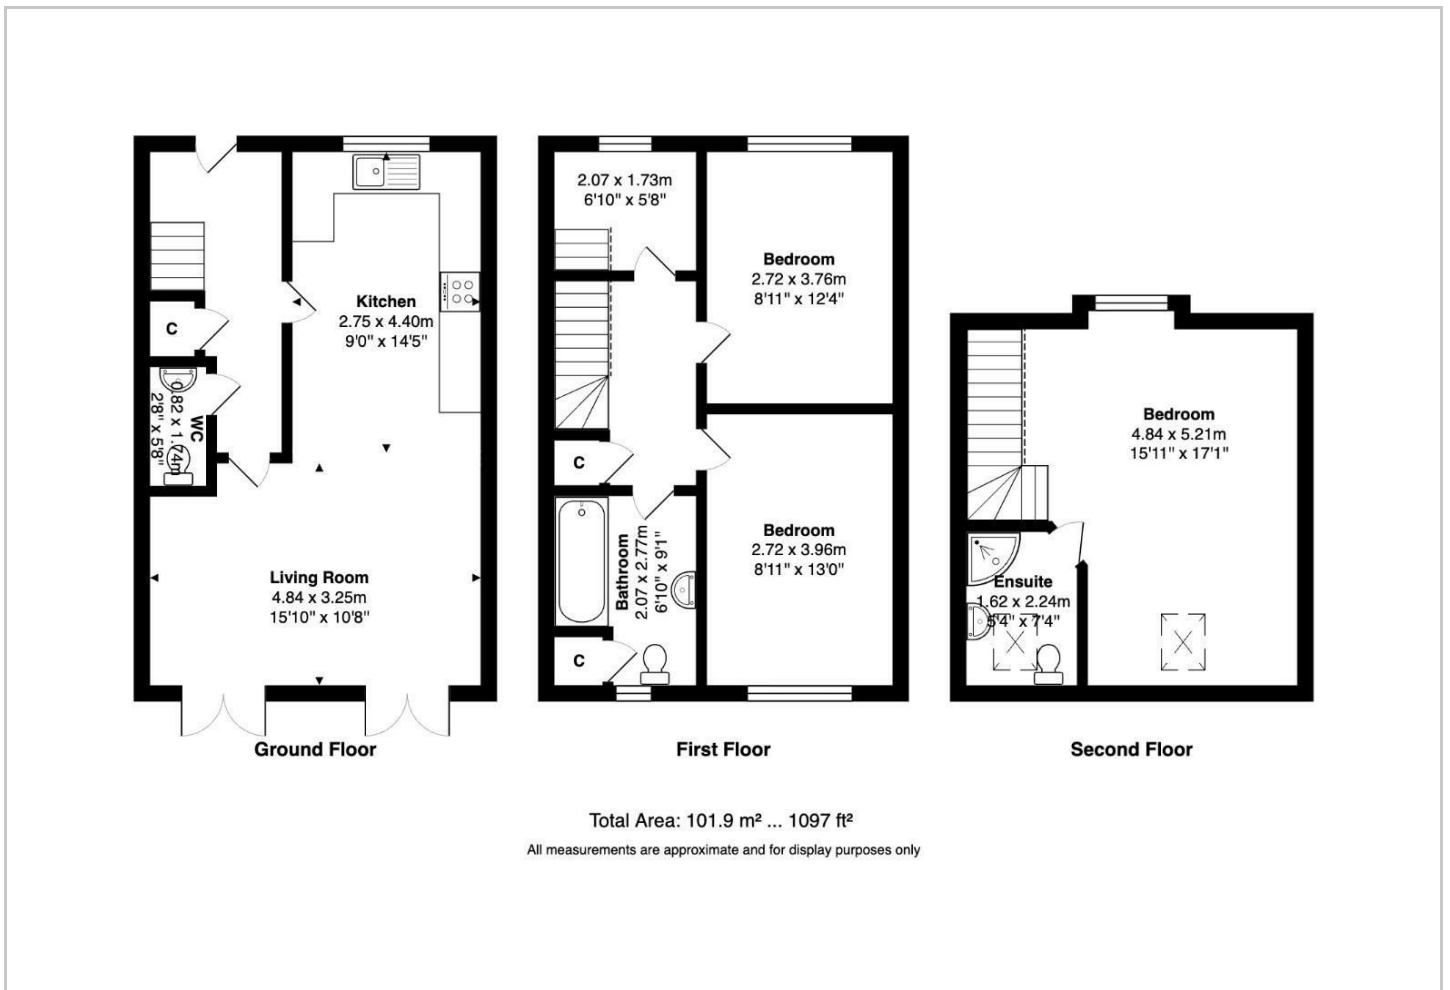 Kitchen
2.75 x 4.40m
9'0" x 14'5"
C
WC
0.82 x 1.74m
2'8" x 5'8"
Living Room
4.84 x 3.25m
15'10" x 10'8"
Ground Floor
2.07 x 1.73m
6'10" x 5'8"
Bedroom
2.72 x 3.76m
8'11" x 12'4"
C
Bathroom
2.07 x 2.77m
6'10" x 9'1"
C
Bedroom
2.72 x 3.96m
8'11" x 13'0"
First Floor
Bedroom
4.84 x 5.21m
15'11" x 17'1"
Ensuite
1.62 x 2.24m
5'4" x 7'4"
Second Floor
Total Area: 101.9 m² ... 1097 ft²
All measurements are approximate and for display purposes only